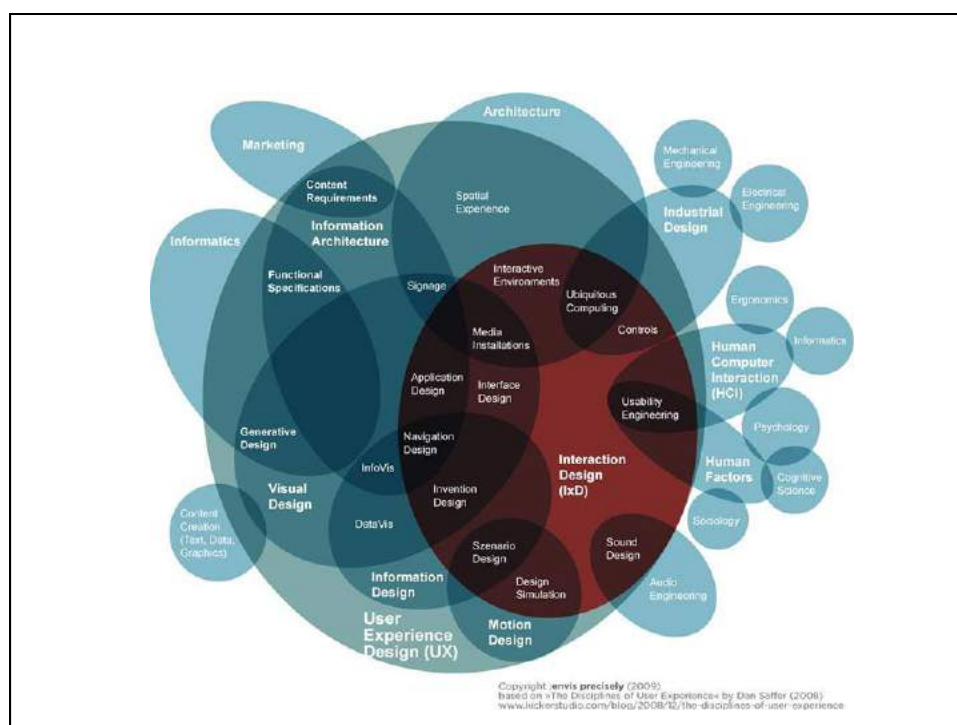 Architecture
Marketing
Mechanical
Engineering
Content
Requirements
Spatial
Experience
Electrical
Engineering
Industrial
Design
Information
Architecture
Informatics
Functional
Specifications
Signage
Interactive
Environments
Ubiquitous
Computing
Ergonomics
Controls
Media
Installations
Human
Computer
Interaction
(HCI)
Informatics
Application
Design
Interface
Design
Usability
Engineering
Psychology
Generative
Design
Navigation
Design
InfoVis
Interaction
Design
(IxD)
Human
Factors
Cognitive
Science
Visual
Design
Invention
Design
DataVis
Content
Creation
(Text, Data,
Graphics)
Sociology
Szenario
Design
Sound
Design
Information
Design
Design
Simulation
Audio
Engineering
User
Experience
Design (UX)
Motion
Design
Copyright :envis precisely (2009)
based on »The Disciplines of User Experience« by Dan Saffer (2008)
www.kickerstudio.com/blog/2008/12/the-disciplines-of-user-experience